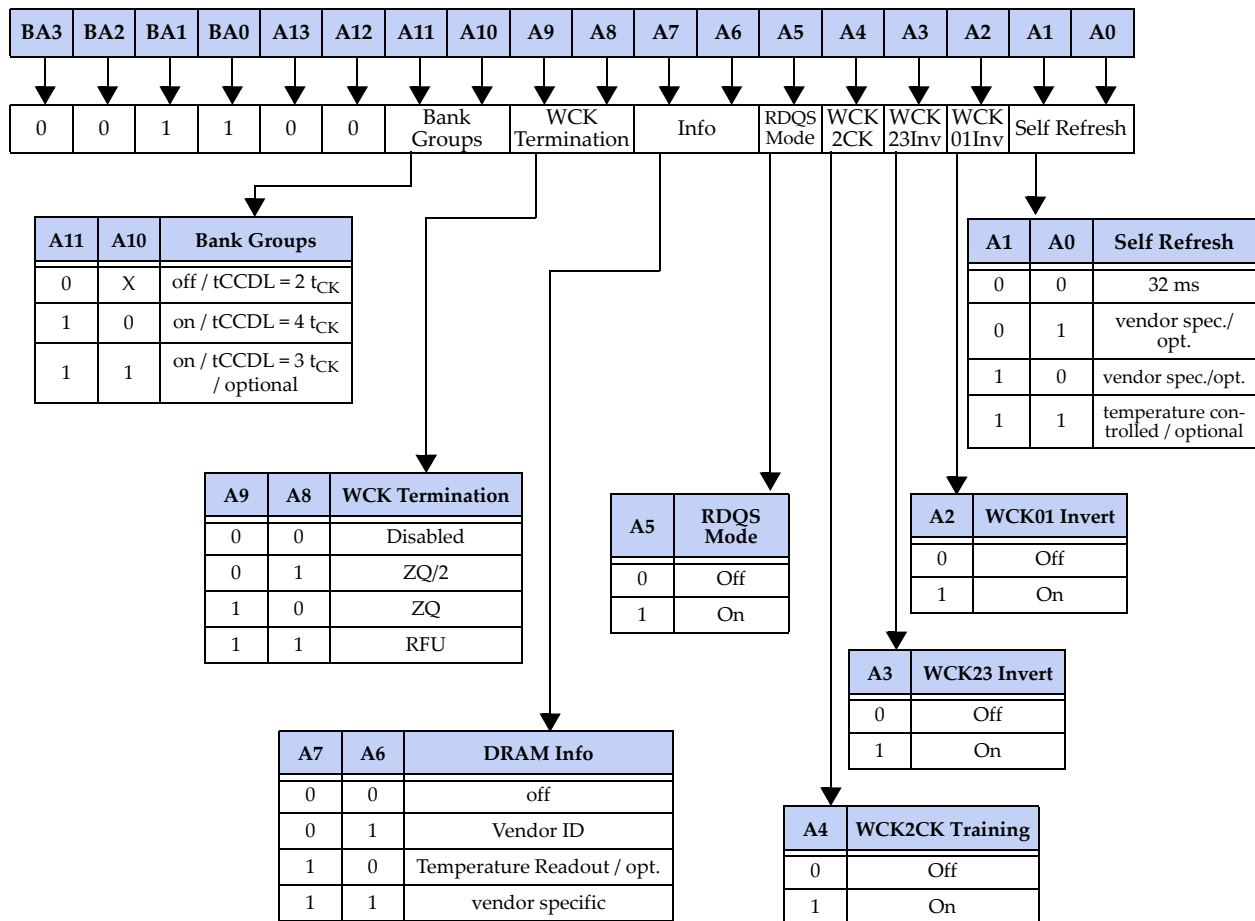 BA3 BA2 BA1 BA0 A13 A12 A11 A10 A9 A8 A7 A6 A5 A4 A3 A2 A1 A0
0 0 1 1 0 0 Bank Groups WCK Termination Info RDQS Mode WCK 2CK WCK 23Inv WCK 01Inv Self Refresh
A11 A10 Bank Groups
0 X off / tCCDL = 2 tCK
1 0 on / tCCDL = 4 tCK
1 1 on / tCCDL = 3 tCK
/ optional
A1 A0 Self Refresh
0 0 32 ms
0 1 vendor spec./
opt.
1 0 vendor spec./opt.
1 1 temperature con-
trolled / optional
A9 A8 WCK Termination
0 0 Disabled
0 1 ZQ/2
1 0 ZQ
1 1 RFU
A5 RDQS
Mode
0 Off
1 On
A2 WCK01 Invert
0 Off
1 On
A3 WCK23 Invert
0 Off
1 On
A7 A6 DRAM Info
0 0 off
0 1 Vendor ID
1 0 Temperature Readout / opt.
1 1 vendor specific
A4 WCK2CK Training
0 Off
1 On